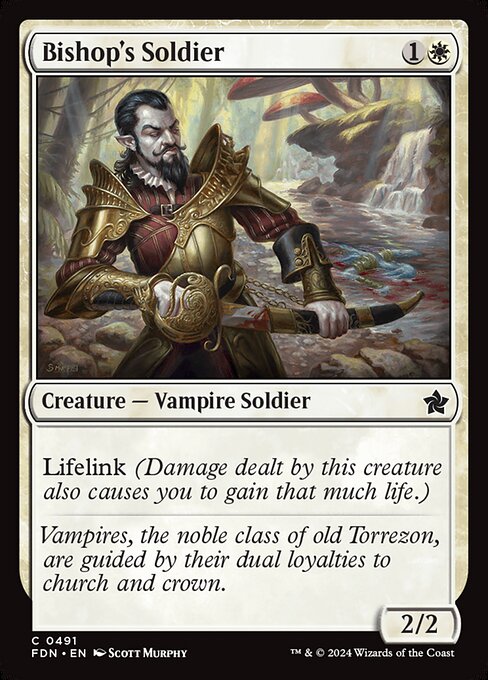 Bishop's Soldier 1
Creature — Vampire Soldier
Lifelink (Damage dealt by this creature
also causes you to gain that much life.)
Vampires, the noble class of old Torrezon,
are guided by their dual loyalties to
church and crown.
2/2
C 0491
FDN • EN Scott Murphy
™ & © 2024 Wizards of the Coast